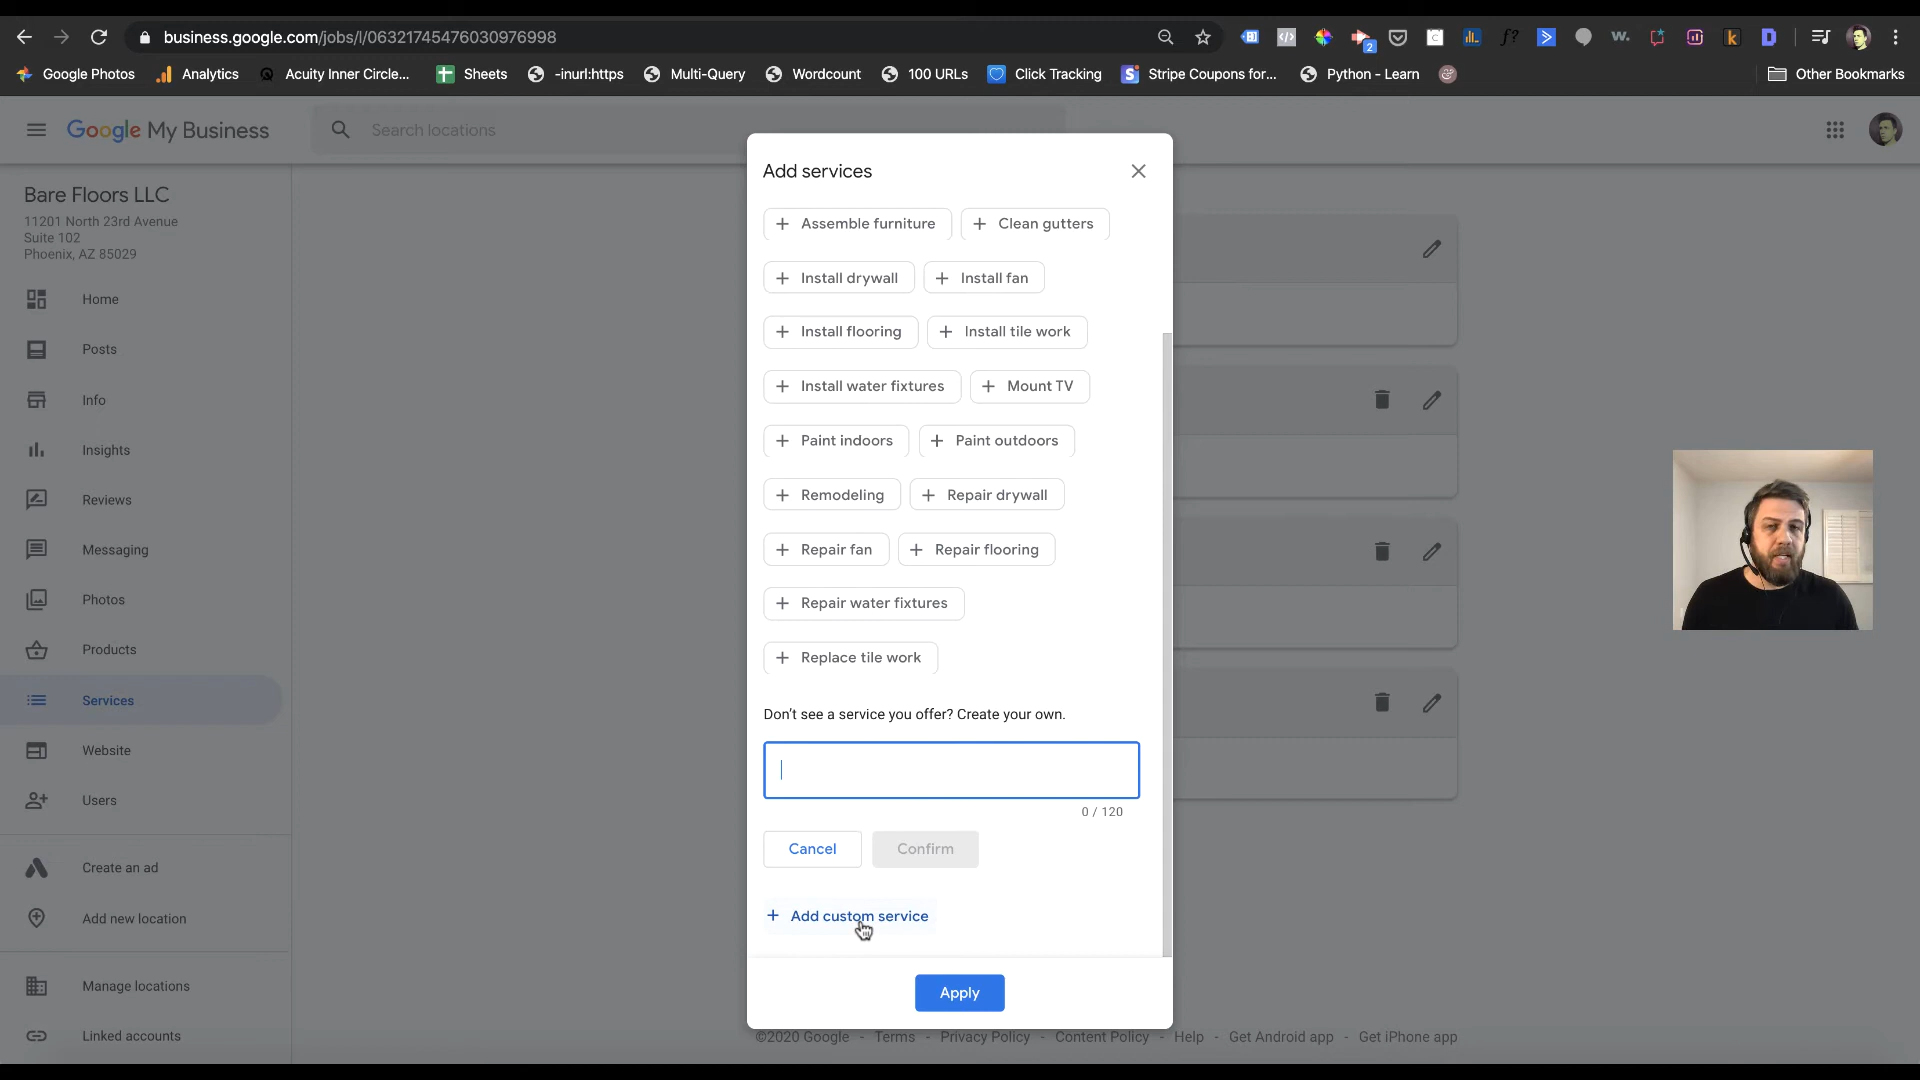 business.google.com/jobs/l/06321745476030976998
2
Google Photos
Analytics
Acuity Inner Circle...
Sheets
-inurl:https
Multi-Query
Wordcount
100 URLs
Click Tracking
Stripe Coupons for...
Python - Learn
Other Bookmarks
Google My Business
Search locations
Bare Floors LLC
11201 North 23rd Avenue
Suite 102
Phoenix, AZ 85029
Home
Posts
Info
Insights
Reviews
Messaging
Photos
Products
Services
Website
Users
Create an ad
Add new location
Manage locations
Linked accounts
Add services
+ Assemble furniture + Clean gutters
+ Install drywall + Install fan
+ Install flooring + Install tile work
+ Install water fixtures + Mount TV
+ Paint indoors + Paint outdoors
+ Remodeling + Repair drywall
+ Repair fan + Repair flooring
+ Repair water fixtures
+ Replace tile work
Don't see a service you offer? Create your own.
0 / 120
Cancel Confirm
+ Add custom service
Apply
©2020 Google - Terms - Privacy Policy - Content Policy - Help - Get Android app - Get iPhone app